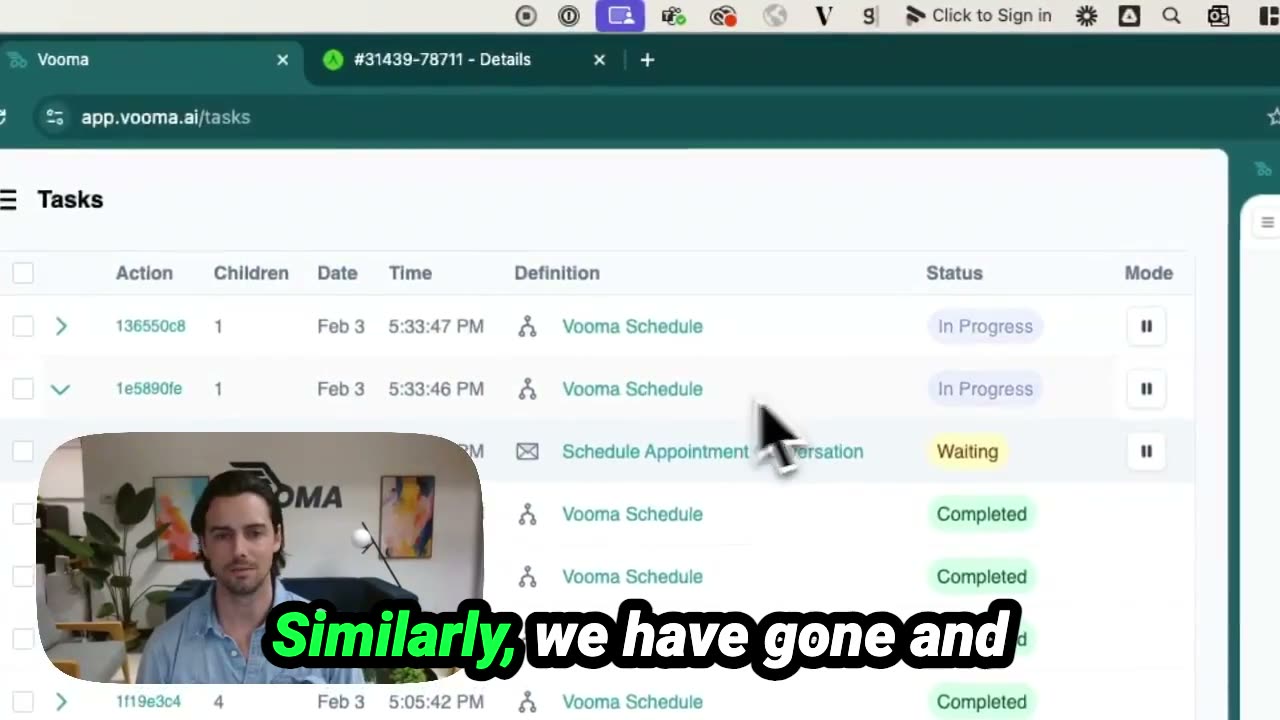 V g Click to Sign in
Vooma #31439-78711 - Details
app.vooma.ai/tasks
Tasks
Action Children Date Time Definition Status Mode
136550c8 1 Feb 3 5:33:47 PM Vooma Schedule In Progress
1e5890fe 1 Feb 3 5:33:46 PM Vooma Schedule In Progress
PM Schedule Appointment ersation Waiting
Vooma Schedule Completed
Vooma Schedule Completed
VOOMA
Similarly, we have gone and
1f19e3c4 4 Feb 3 5:05:42 PM Vooma Schedule Completed